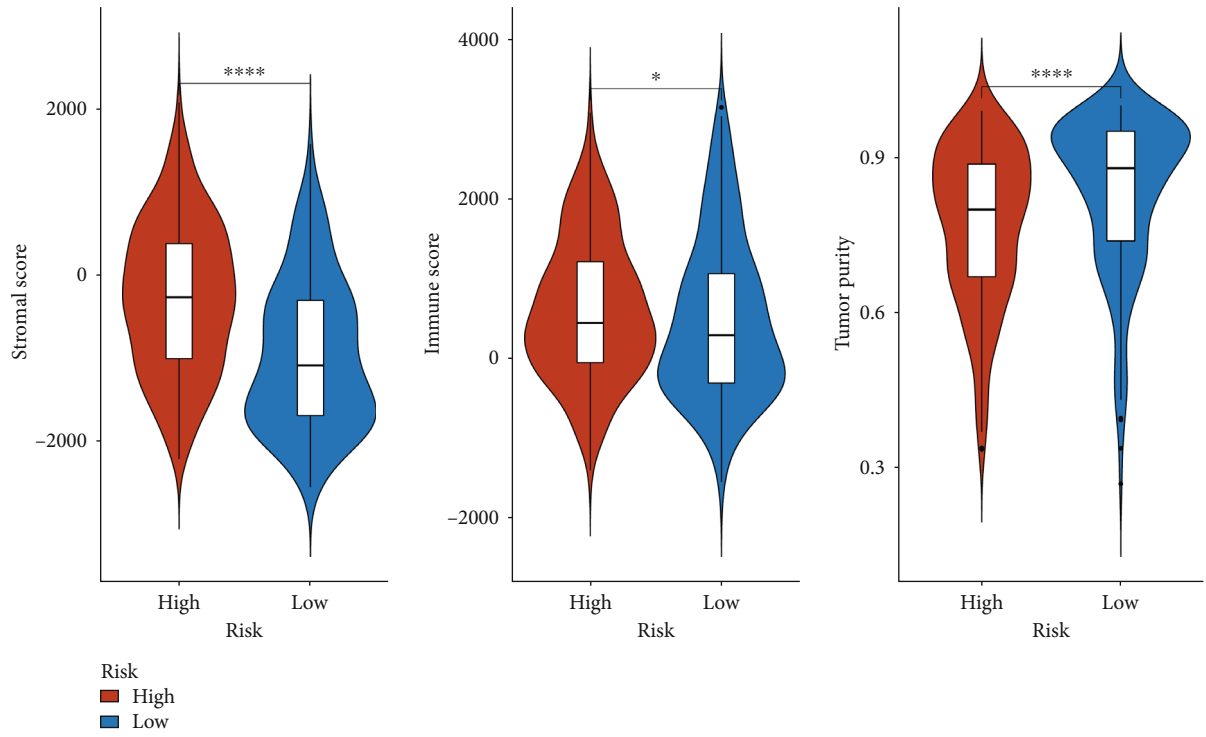 Stromal score
2000
0
−2000
****
High
Low
Risk
Immune score
4000
2000
0
−2000
*
High
Low
Risk
Tumor purity
0.9
0.6
0.3
****
High
Low
Risk
Risk
High
Low